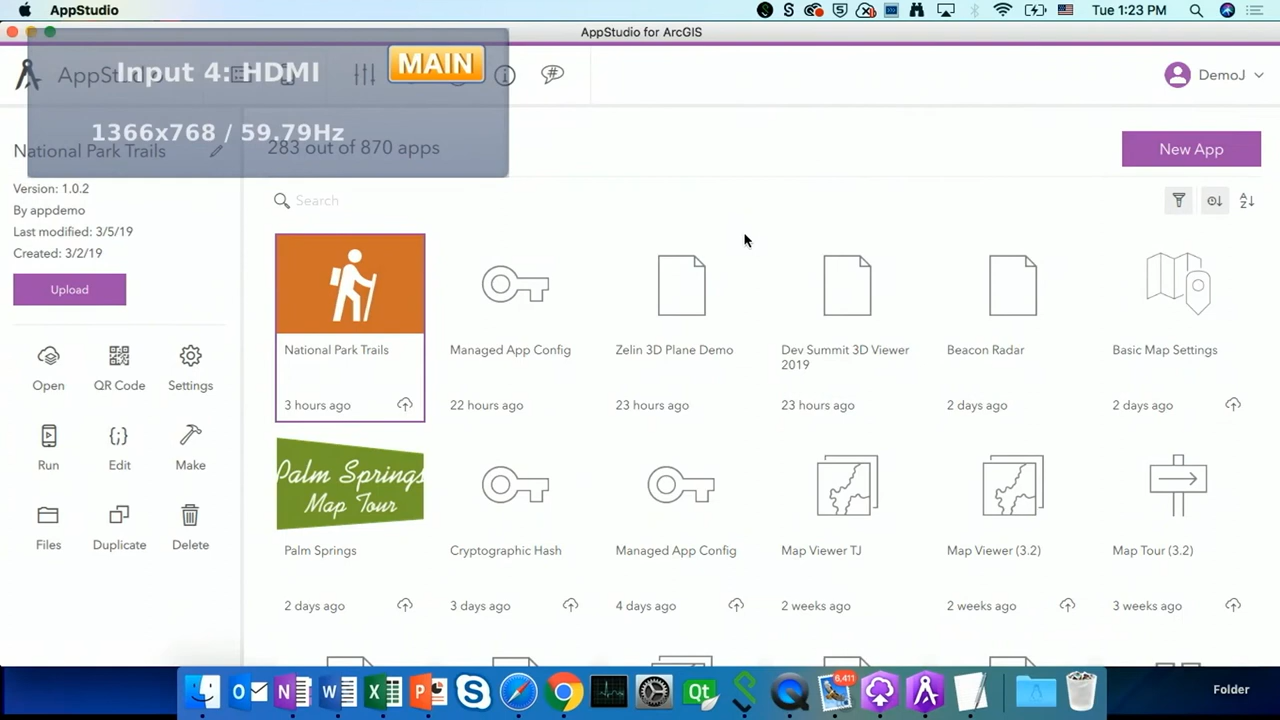 AppStudio
Tue 1:23 PM
AppStudio for ArcGIS
Input 4: HDMI
MAIN
1366x768 / 59.79Hz
AppStudio
DemoJ
National Park Trails
283 out of 870 apps
New App
Version: 1.0.2
By appdemo
Last modified: 3/5/19
Created: 3/2/19
Upload
Search
Open
QR Code
Settings
Run
Edit
Make
Files
Duplicate
Delete
National Park Trails
Managed App Config
Zelin 3D Plane Demo
Dev Summit 3D Viewer
2019
Beacon Radar
Basic Map Settings
3 hours ago
22 hours ago
23 hours ago
23 hours ago
2 days ago
2 days ago
Palm Springs
Map Tour
Palm Springs
Cryptographic Hash
Managed App Config
Map Viewer TJ
Map Viewer (3.2)
Map Tour (3.2)
2 days ago
3 days ago
4 days ago
2 weeks ago
2 weeks ago
3 weeks ago
6,411
Qt
Folder